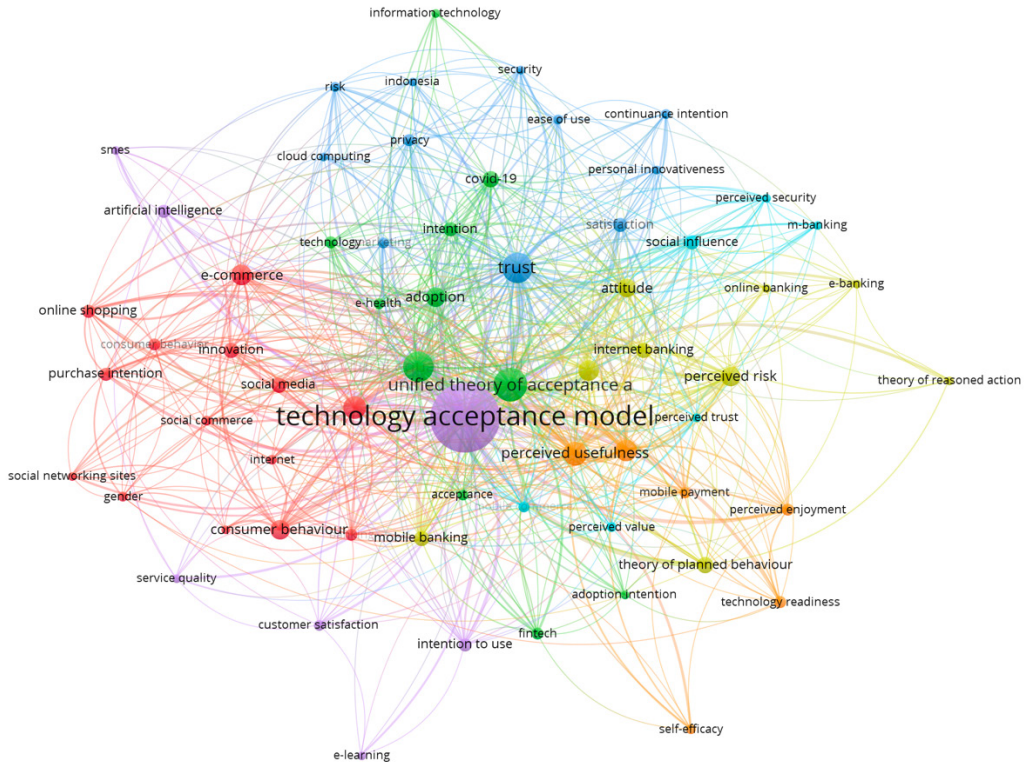 information technology
security
risk
indonesia
continuance intention
ease of use
privacy
smes
cloud computing
personal innovativeness
covid-19
perceived security
artificial intelligence
satisfaction
m-banking
intention
technology
social influence
trust
e-commerce
e-banking
attitude
online banking
adoption
e-health
online shopping
consumer behavior
innovation
internet banking
purchase intention
perceived risk
theory of reasoned action
social media
unified theory of acceptance a
technology acceptance model
perceived trust
social commerce
perceived usefulness
internet
social networking sites
gender
acceptance
mobile payment
perceived enjoyment
consumer behaviour
perceived value
mobile banking
theory of planned behaviour
service quality
adoption intention
technology readiness
customer satisfaction
fintech
intention to use
self-efficacy
e-learning